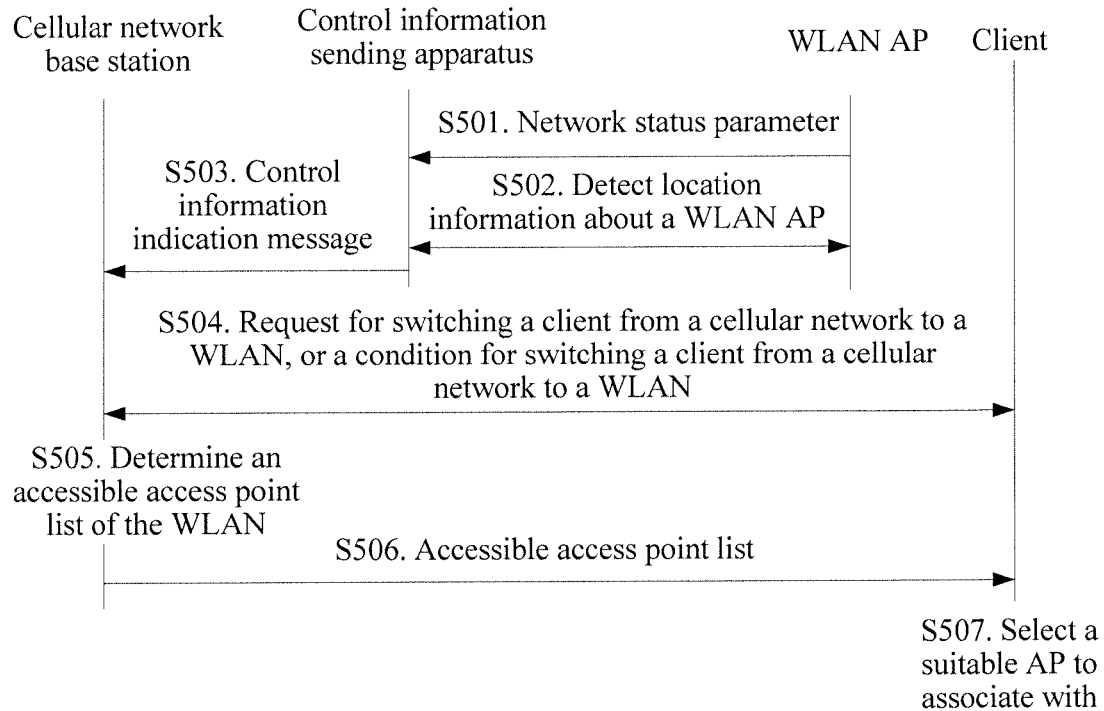 Cellular network
base station
Control information
sending apparatus
WLAN AP
Client
S501. Network status parameter
S502. Detect location
information about a WLAN AP
S503. Control
information
indication message
S504. Request for switching a client from a cellular network to a
WLAN, or a condition for switching a client from a cellular
network to a WLAN
S505. Determine an
accessible access point
list of the WLAN
S506. Accessible access point list
S507. Select a
suitable AP to
associate with